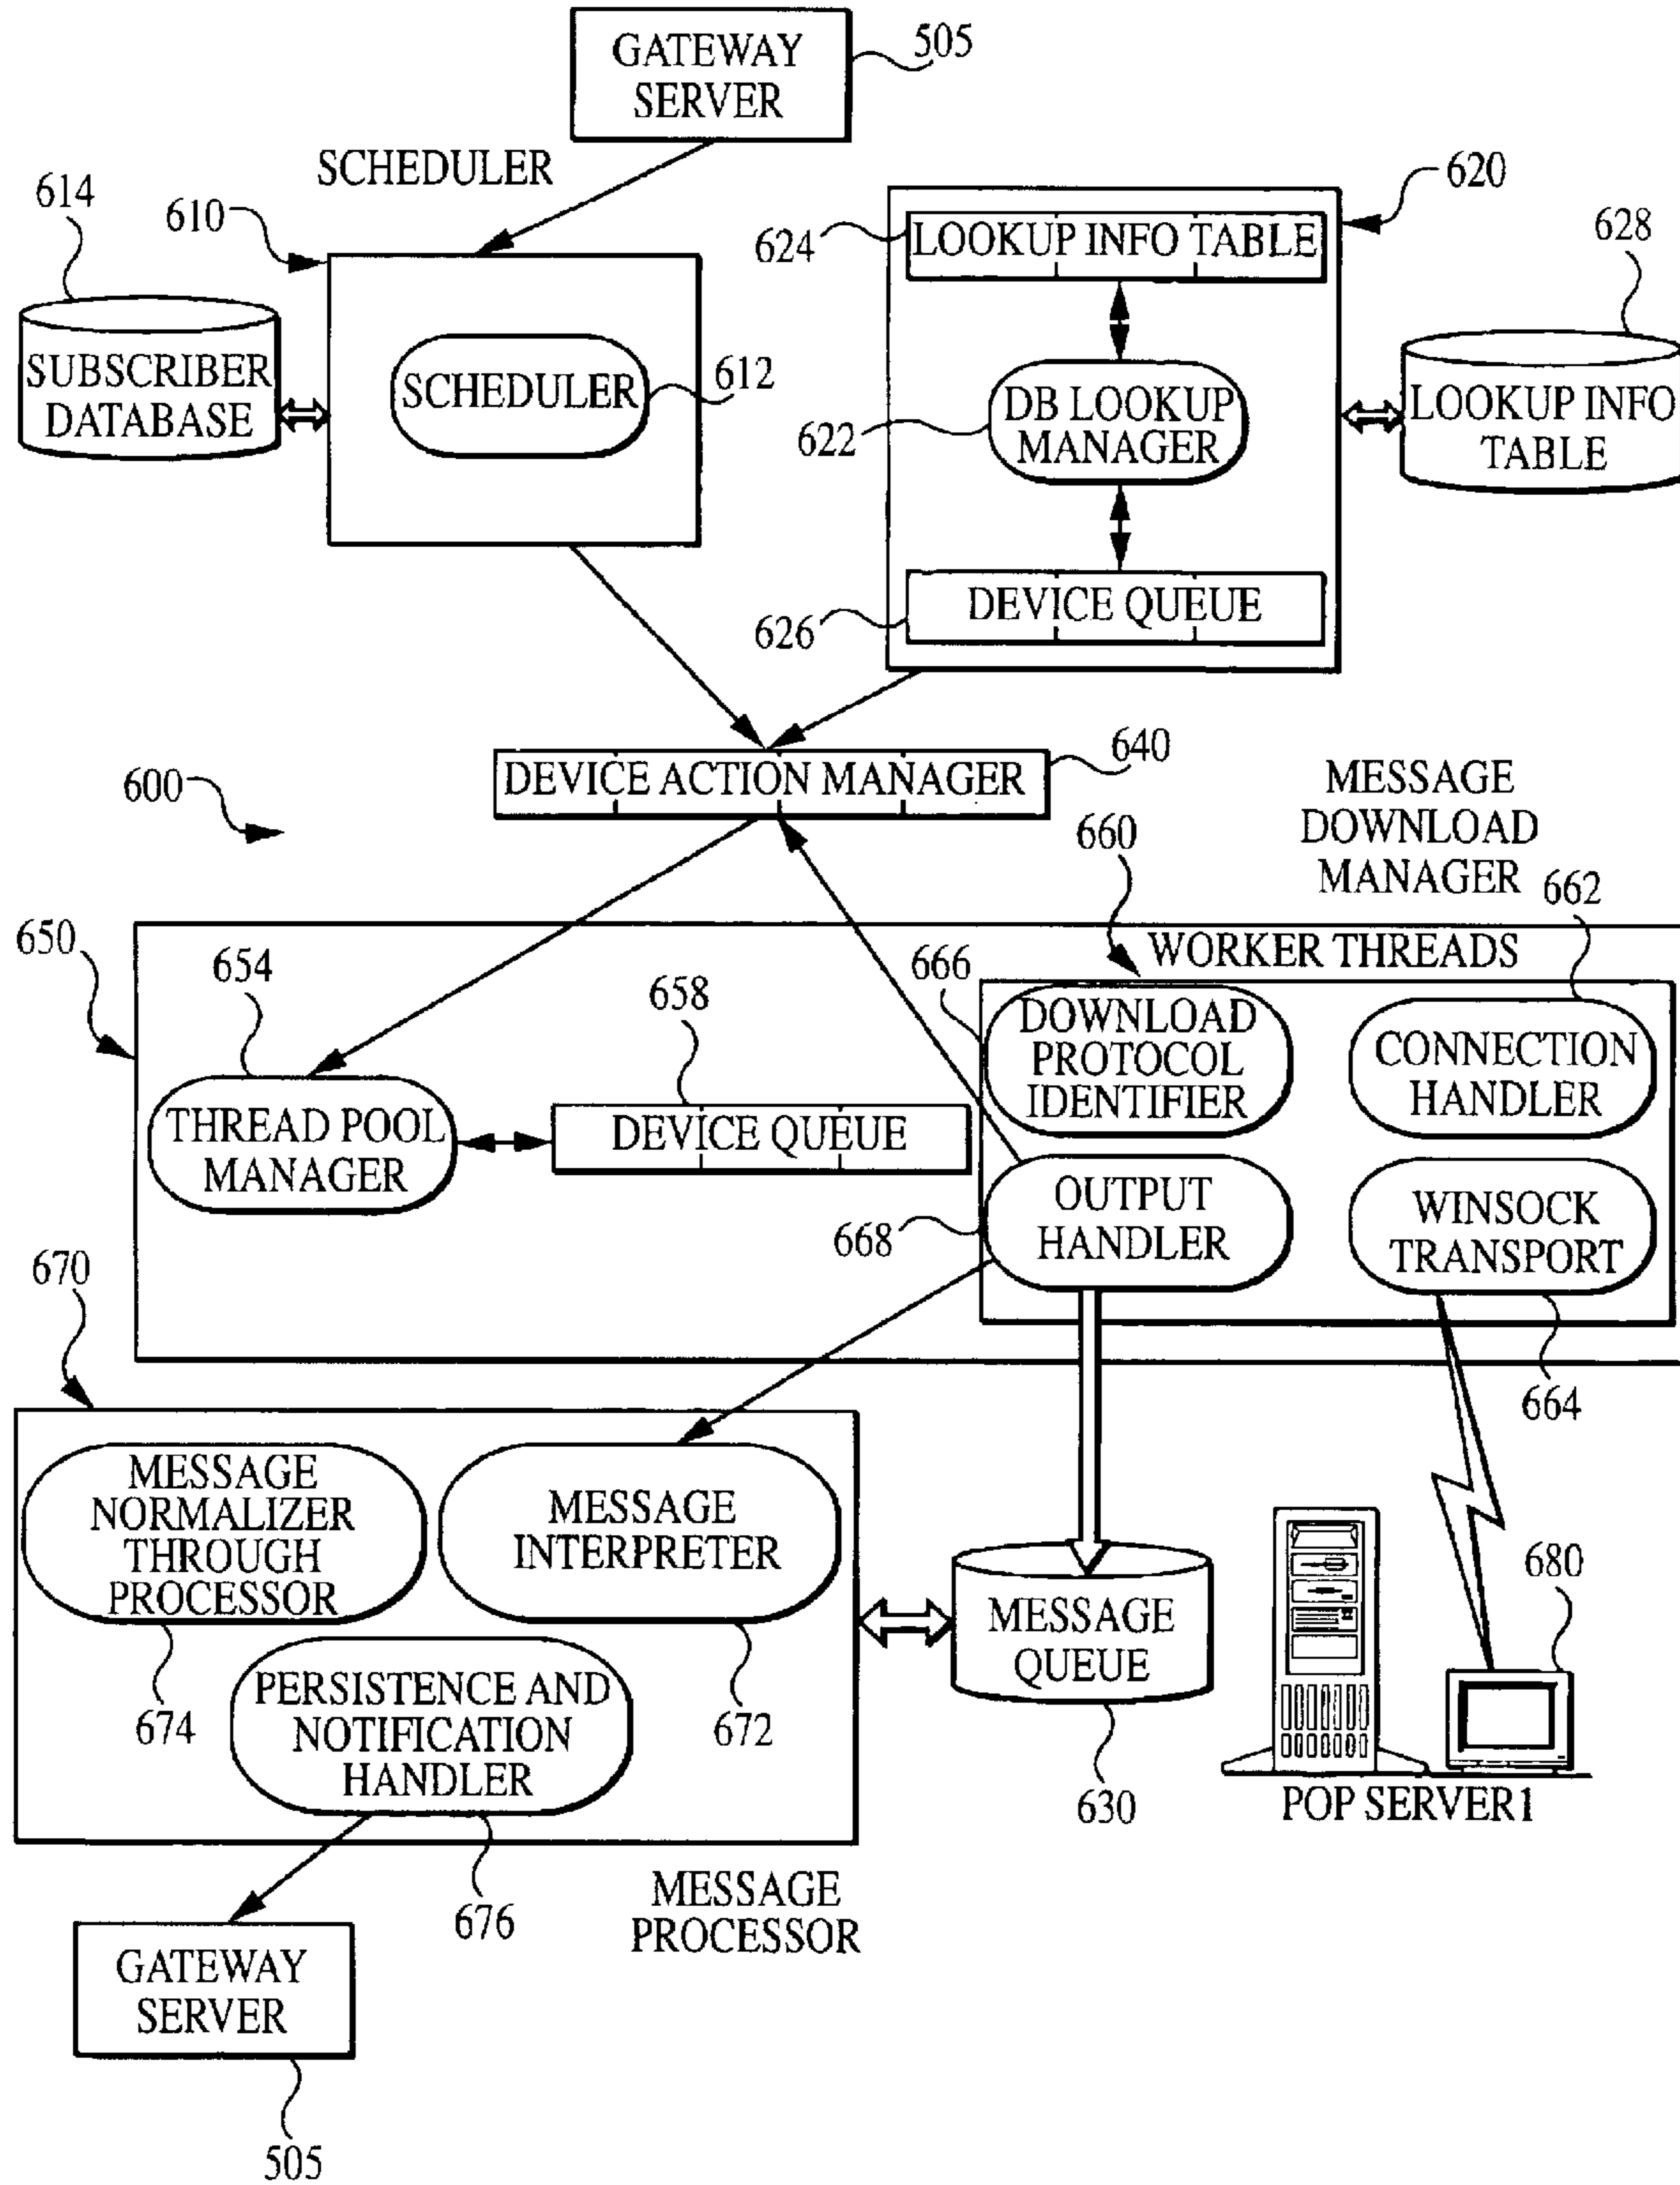 GATEWAY
SERVER
505
SCHEDULER
614
610
620
624
LOOKUP INFO TABLE
628
SUBSCRIBER
DATABASE
SCHEDULER
612
622
DB LOOKUP
MANAGER
LOOKUP INFO
TABLE
626
DEVICE QUEUE
DEVICE ACTION MANAGER
640
600
MESSAGE
DOWNLOAD
MANAGER
660
662
650
WORKER THREADS
654
658
666
DOWNLOAD
PROTOCOL
IDENTIFIER
CONNECTION
HANDLER
THREAD POOL
MANAGER
DEVICE QUEUE
OUTPUT
HANDLER
WINSOCK
TRANSPORT
668
670
664
MESSAGE
NORMALIZER
THROUGH
PROCESSOR
MESSAGE
INTERPRETER
680
MESSAGE
QUEUE
PERSISTENCE AND
NOTIFICATION
HANDLER
674
672
630
POP SERVER1
676
MESSAGE
PROCESSOR
GATEWAY
SERVER
505